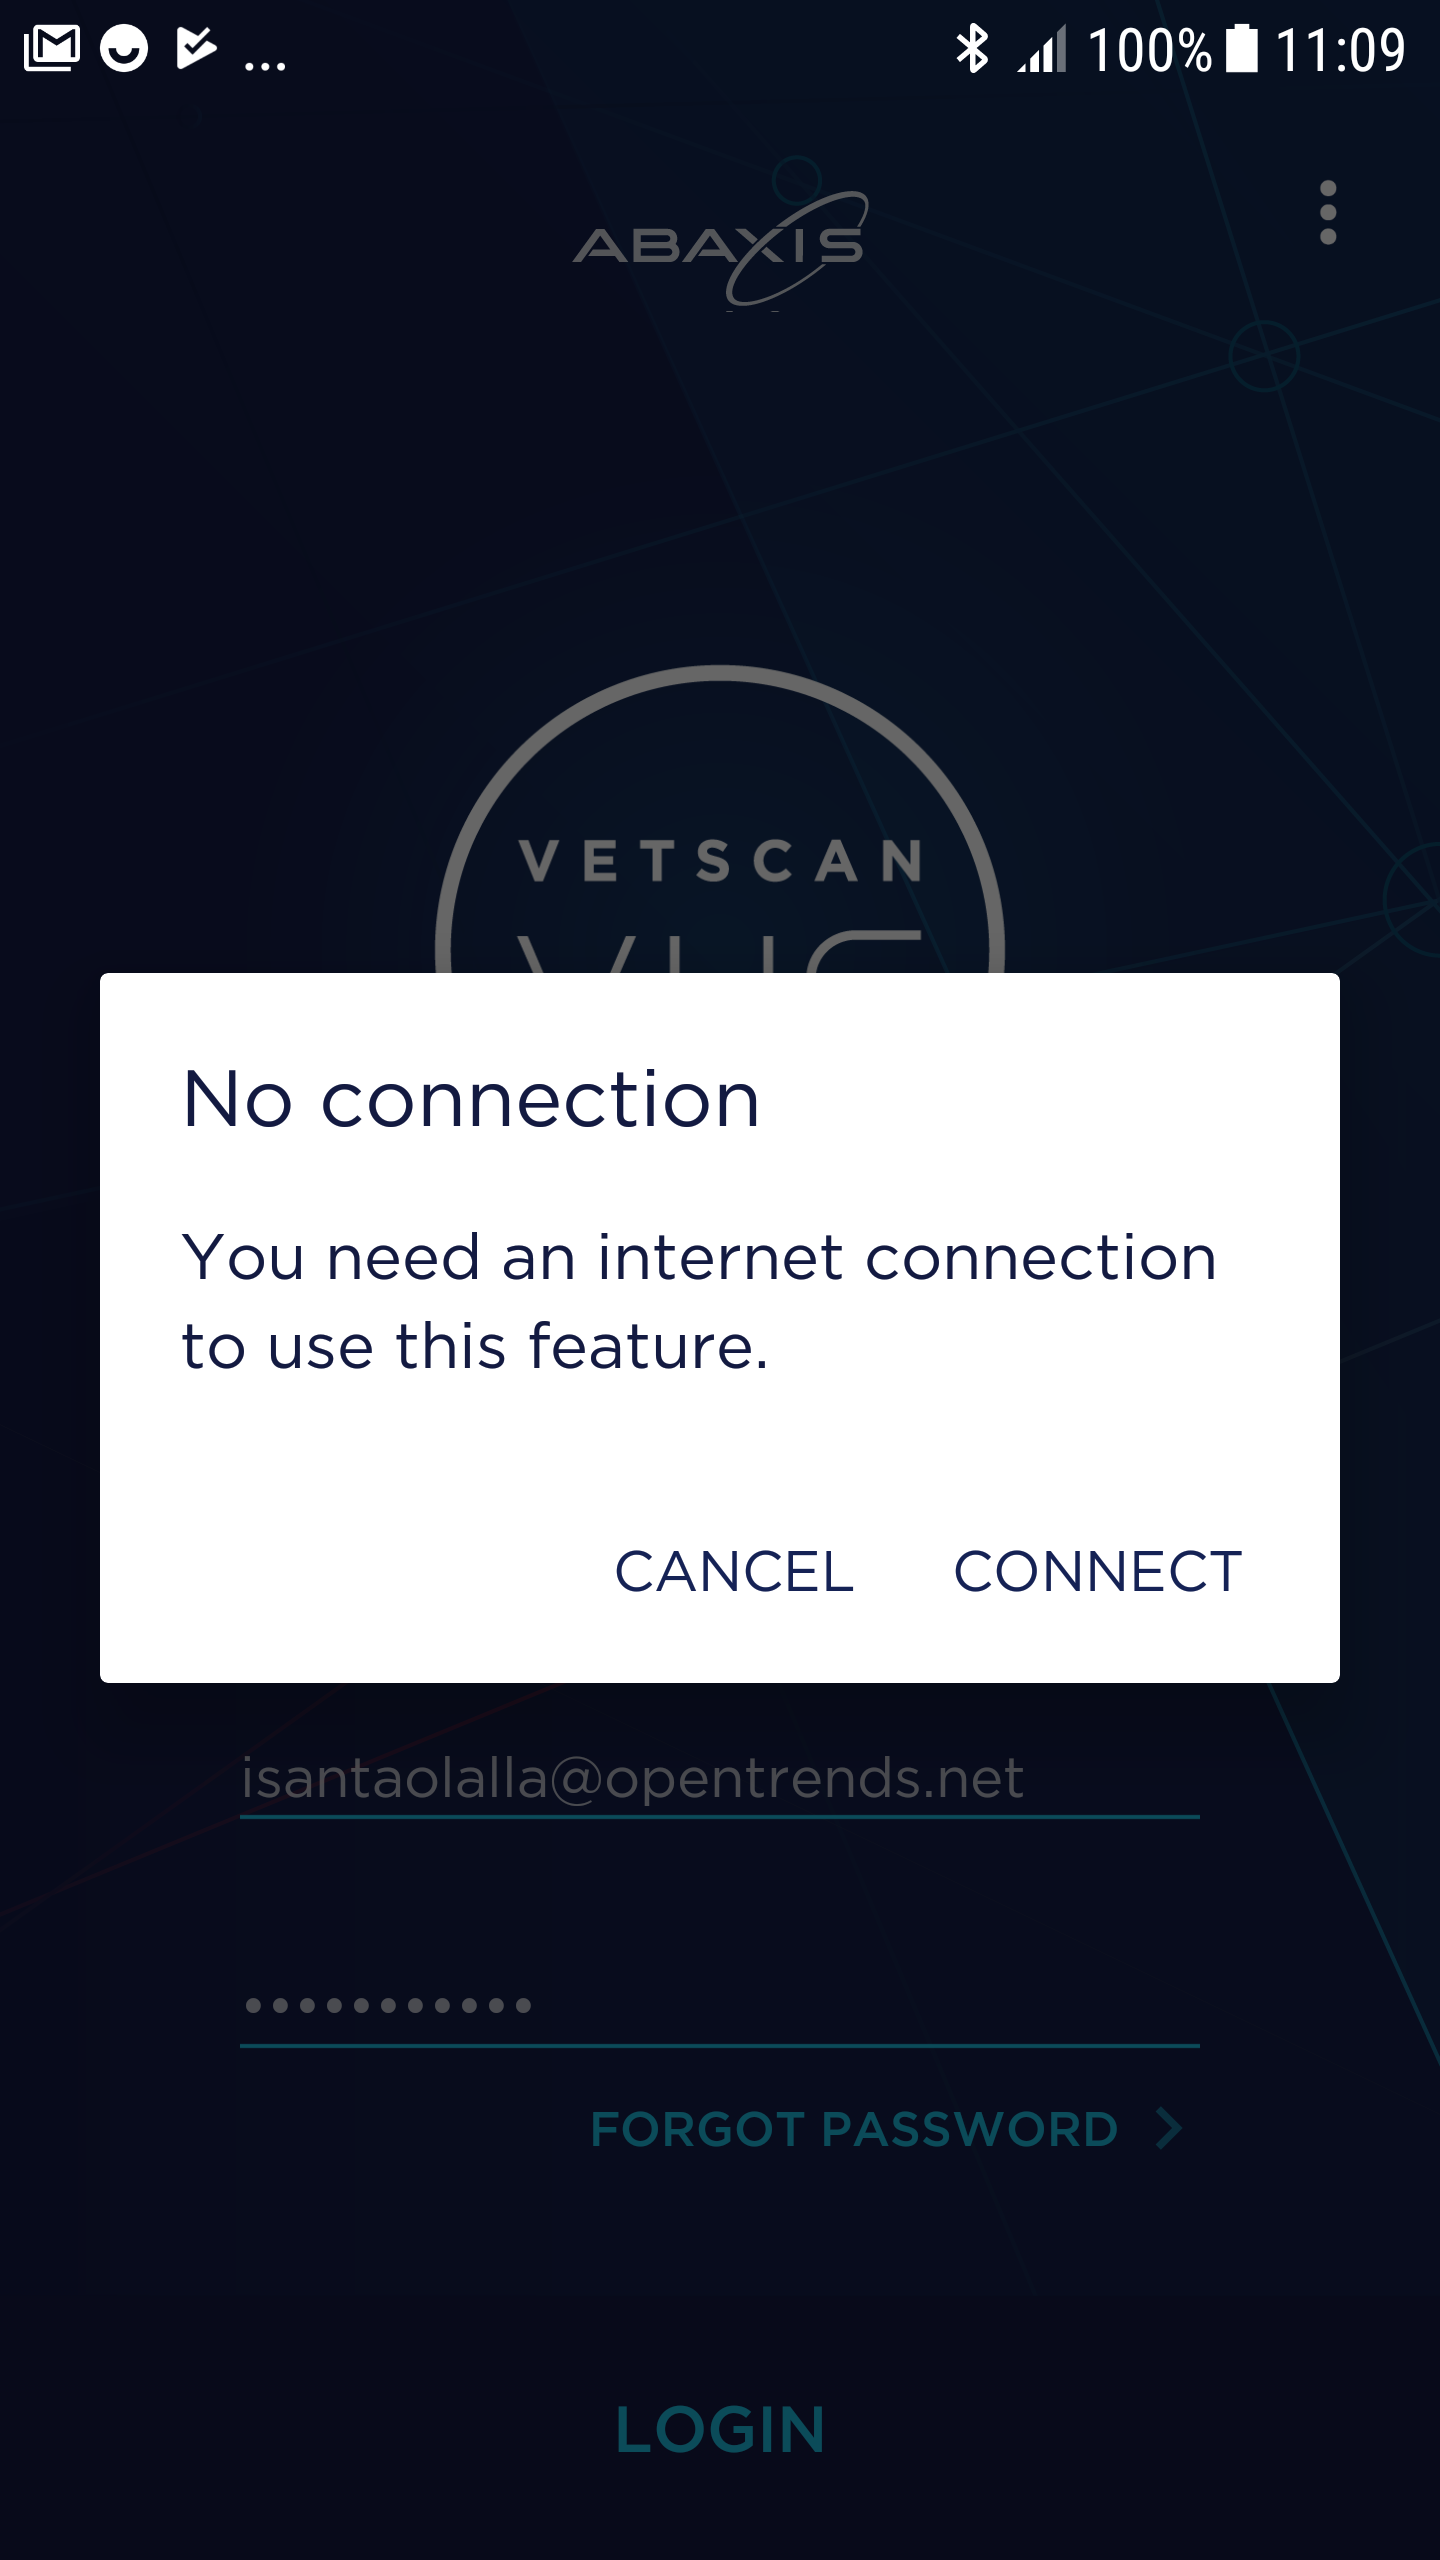 ... 100% 11:09
ABAXIS
VETSCAN
No connection
You need an internet connection
to use this feature.
CANCEL CONNECT
isantaolalla@opentrends.net
•••••••••••
FORGOT PASSWORD
LOGIN